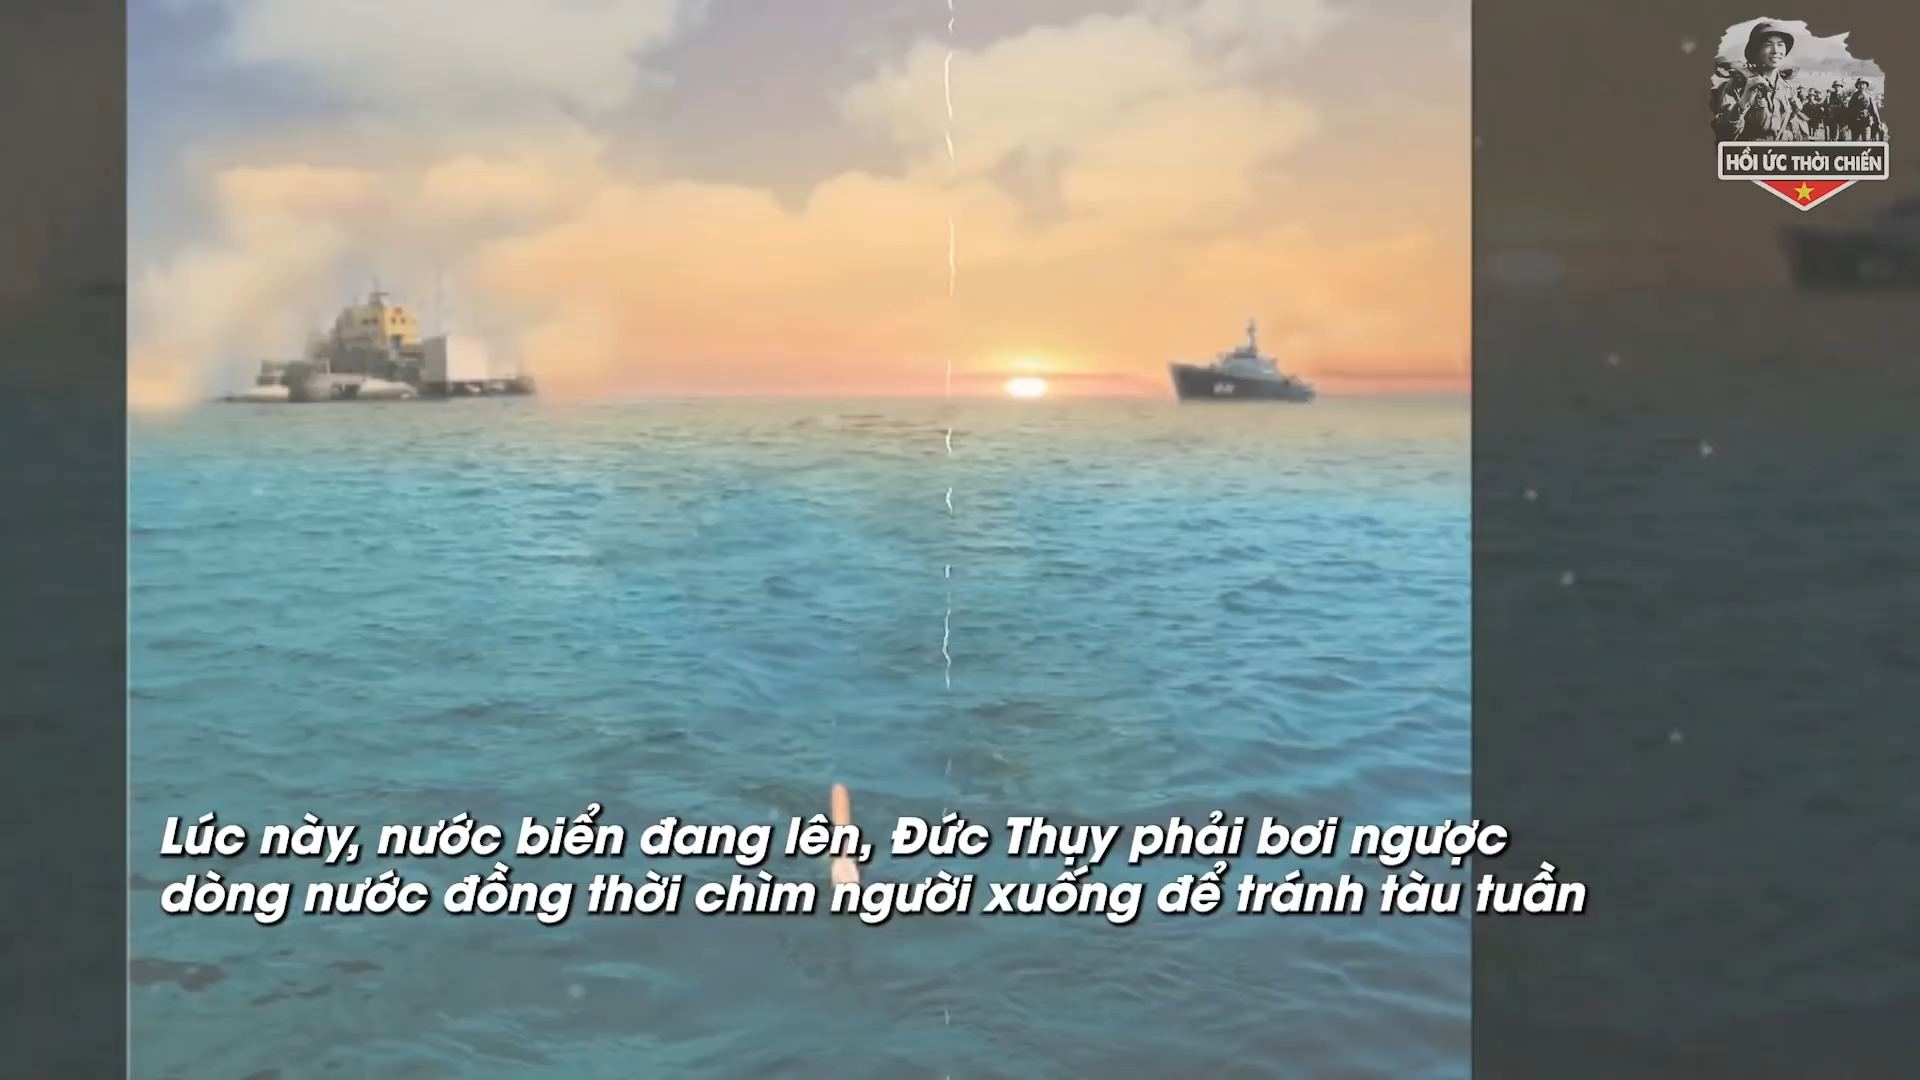 HỒI ỨC THỜI CHIẾN
Lúc này, nước biển đang lên, Đức Thụy phải bơi ngược
dòng nước đồng thời chìm người xuống để tránh tàu tuần